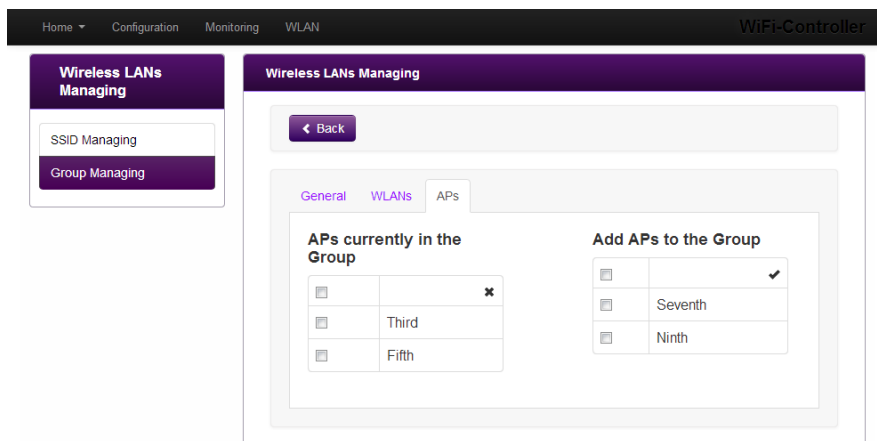 Home Configuration Monitoring WLAN WiFi-Controller
Wireless LANs
Managing
SSID Managing
Group Managing
Wireless LANs Managing
Back
General WLANs APs
APs currently in the
Group
Third
Fifth
Add APs to the Group
Seventh
Ninth